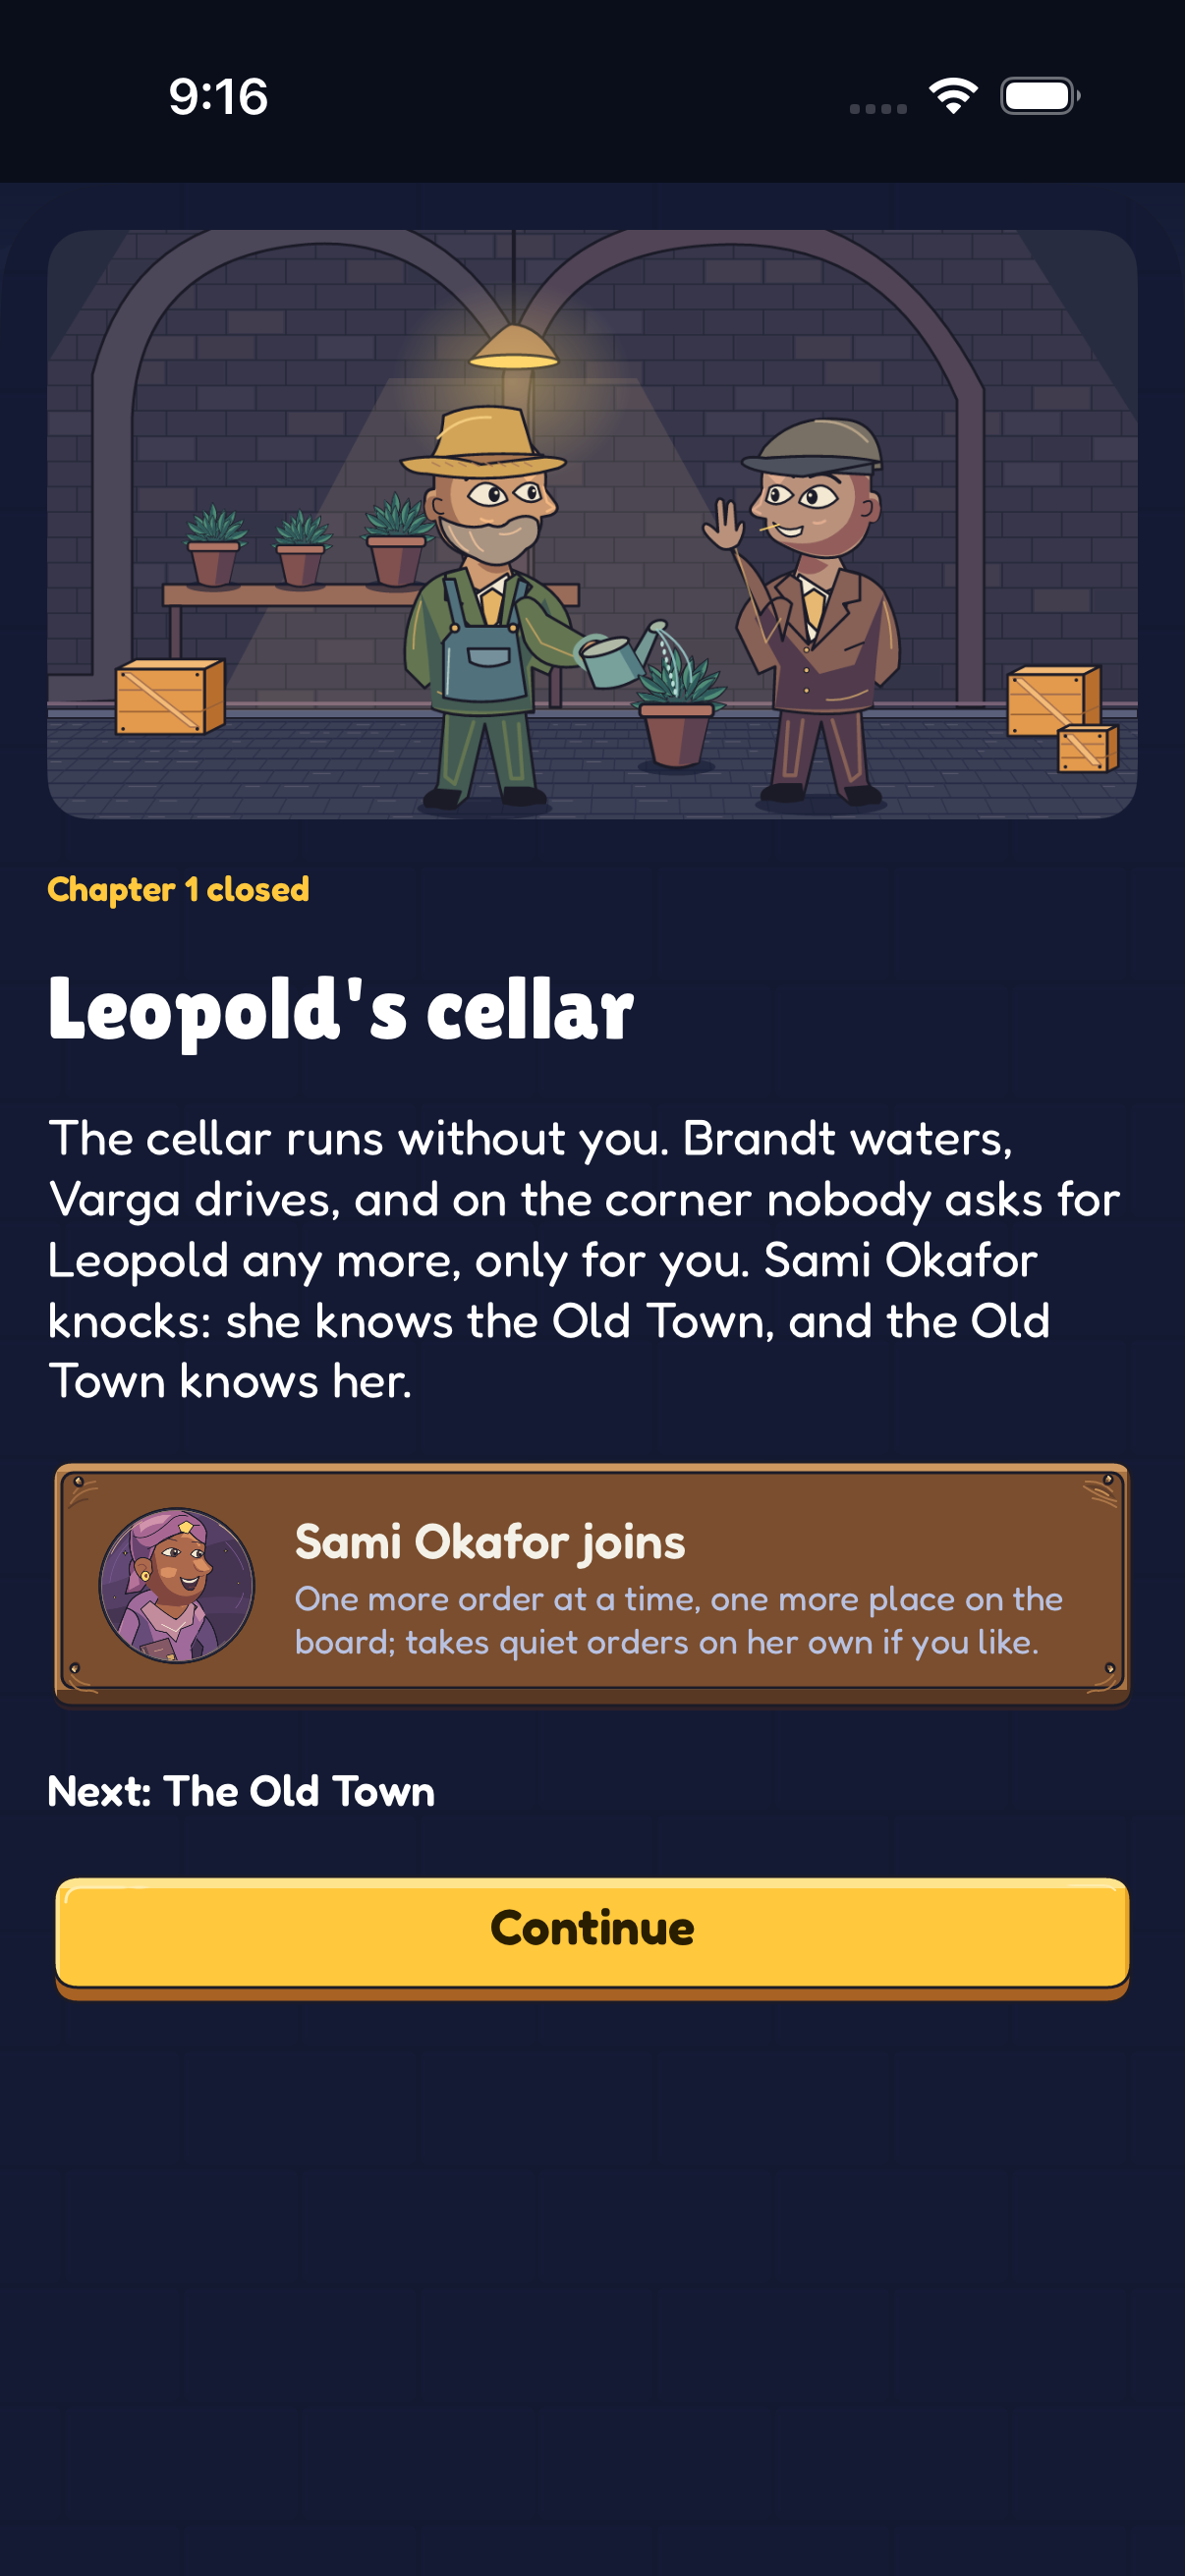 9:16
Chapter 1 closed
Leopold's cellar
The cellar runs without you. Brandt waters,
Varga drives, and on the corner nobody asks for
Leopold any more, only for you. Sami Okafor
knocks: she knows the Old Town, and the Old
Town knows her.
Sami Okafor joins
One more order at a time, one more place on the
board; takes quiet orders on her own if you like.
Next: The Old Town
Continue